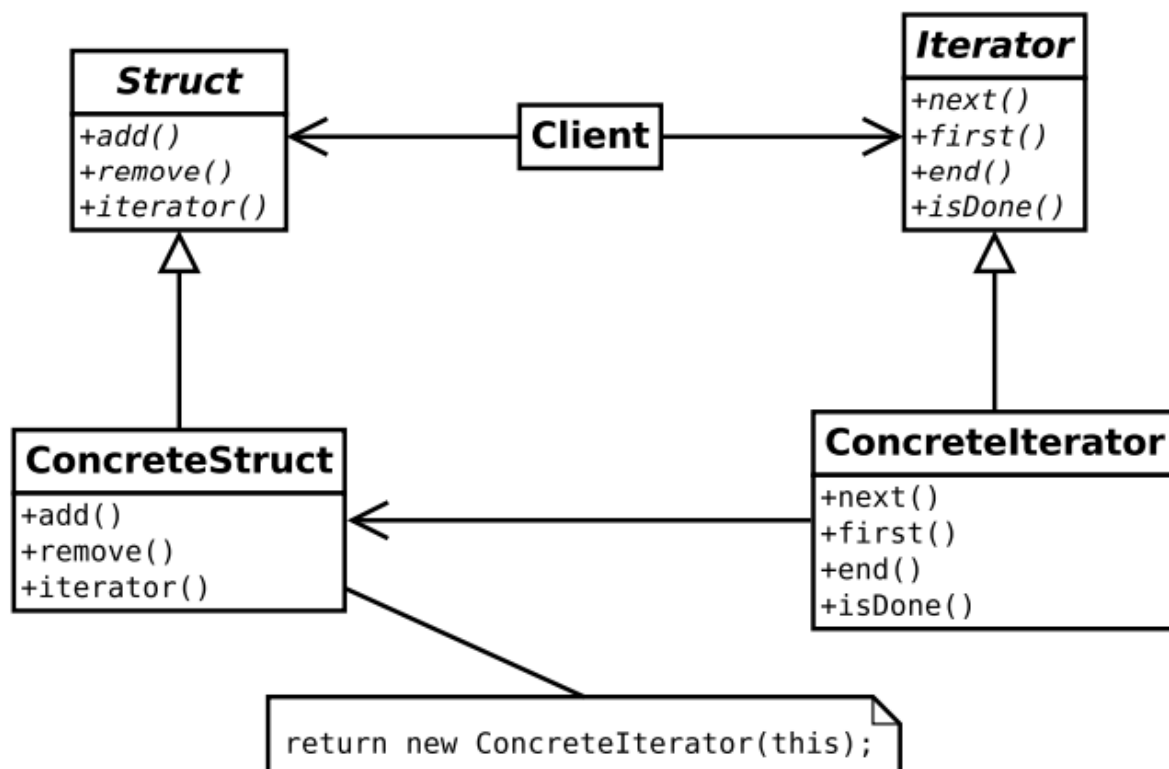 Struct
+add()
+remove()
+iterator()
Client
Iterator
+next()
+first()
+end()
+isDone()
ConcreteStruct
+add()
+remove()
+iterator()
ConcreteIterator
+next()
+first()
+end()
+isDone()
return new ConcreteIterator(this);